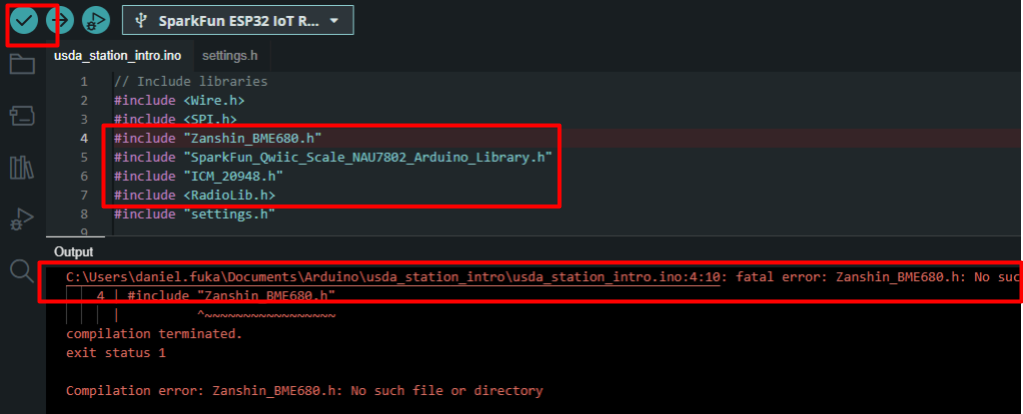 SparkFun ESP32 IoT R...
usda_station_intro.ino settings.h
1 // Include libraries
2 #include <Wire.h>
3 #include <SPI.h>
4 #include "Zanshin_BME680.h"
5 #include "SparkFun_Qwiic_Scale_NAU7802_Arduino_Library.h"
6 #include "ICM_20948.h"
7 #include <RadioLib.h>
8 #include "settings.h"
9
Output
C:\Users\daniel.fuka\Documents\Arduino\usda_station_intro\usda_station_intro.ino:4:10: fatal error: Zanshin_BME680.h: No suc
4 | #include "Zanshin_BME680.h"
| ^~~~~~~~~~~~~~~~~~
compilation terminated.
exit status 1
Compilation error: Zanshin_BME680.h: No such file or directory